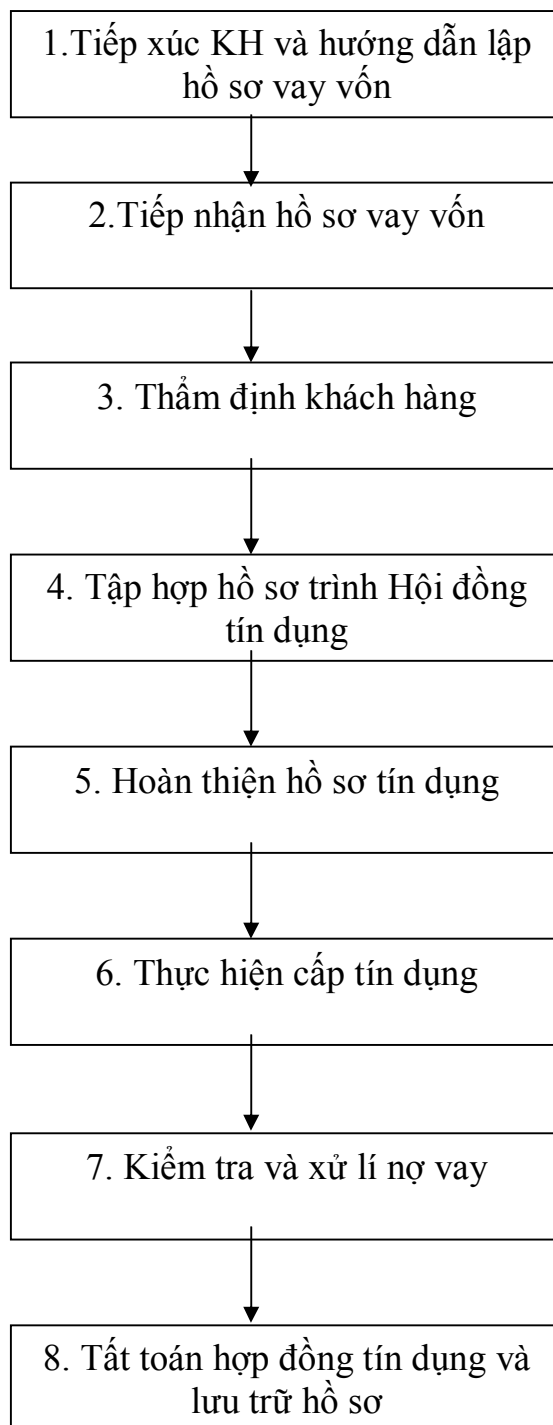 1.Tiếp xúc KH và hướng dẫn lập
hồ sơ vay vốn
2.Tiếp nhận hồ sơ vay vốn
3. Thẩm định khách hàng
4. Tập hợp hồ sơ trình Hội đồng
tín dụng
5. Hoàn thiện hồ sơ tín dụng
6. Thực hiện cấp tín dụng
7. Kiểm tra và xử lí nợ vay
8. Tất toán hợp đồng tín dụng và
lưu trữ hồ sơ